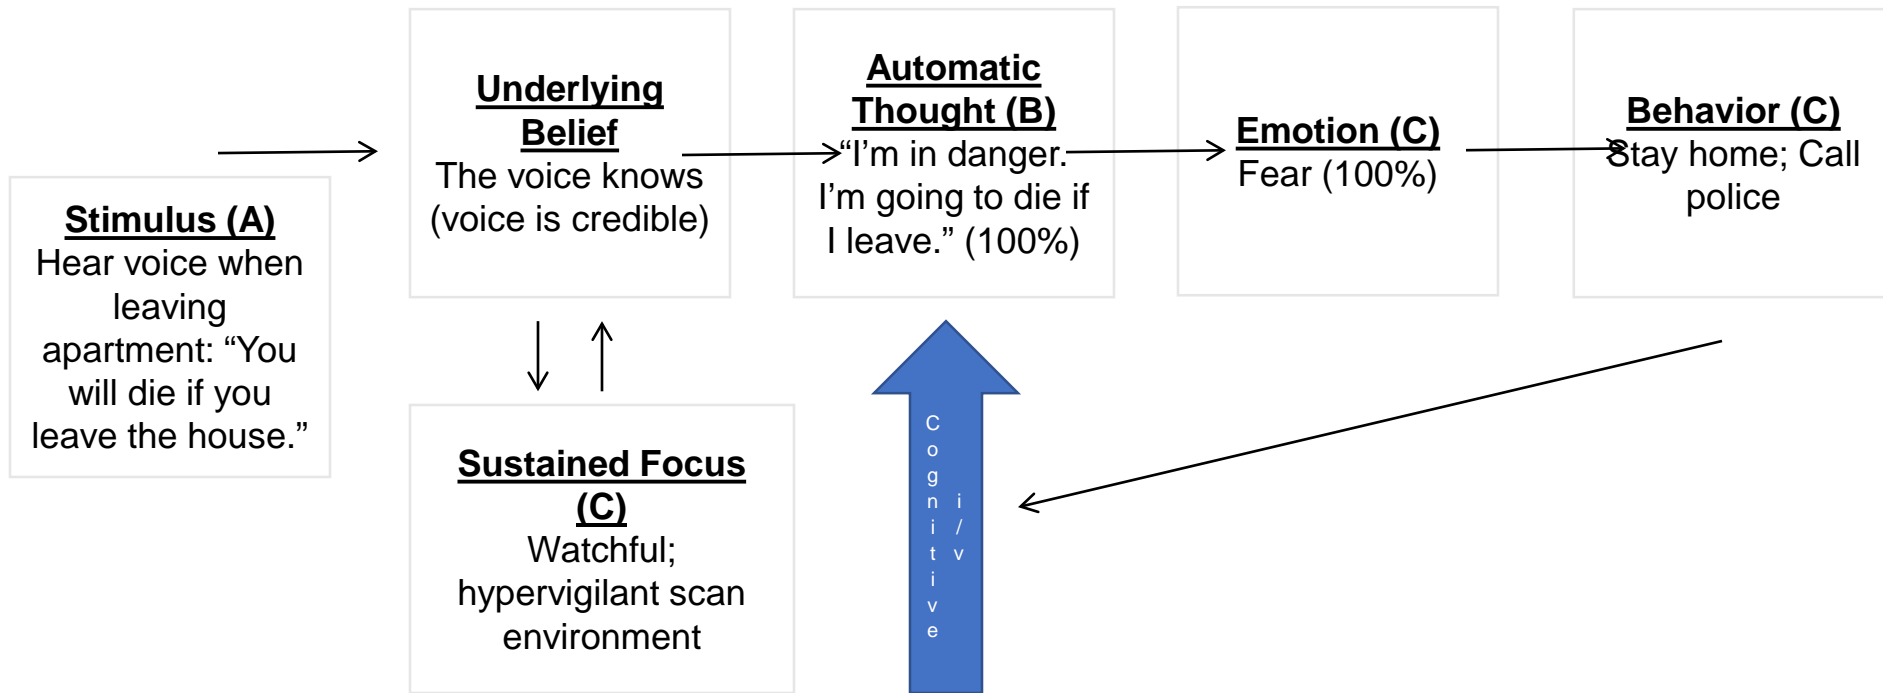 Stimulus (A)
Hear voice when
leaving
apartment: “You
will die if you
leave the house.”
Underlying
Belief
The voice knows
(voice is credible)
Sustained Focus
(C)
Watchful;
hypervigilant scan
environment
Automatic
Thought (B)
“I’m in danger.
I’m going to die if
I leave.” (100%)
Cognitive
i/v
Emotion (C)
Fear (100%)
Behavior (C)
Stay home; Call
police